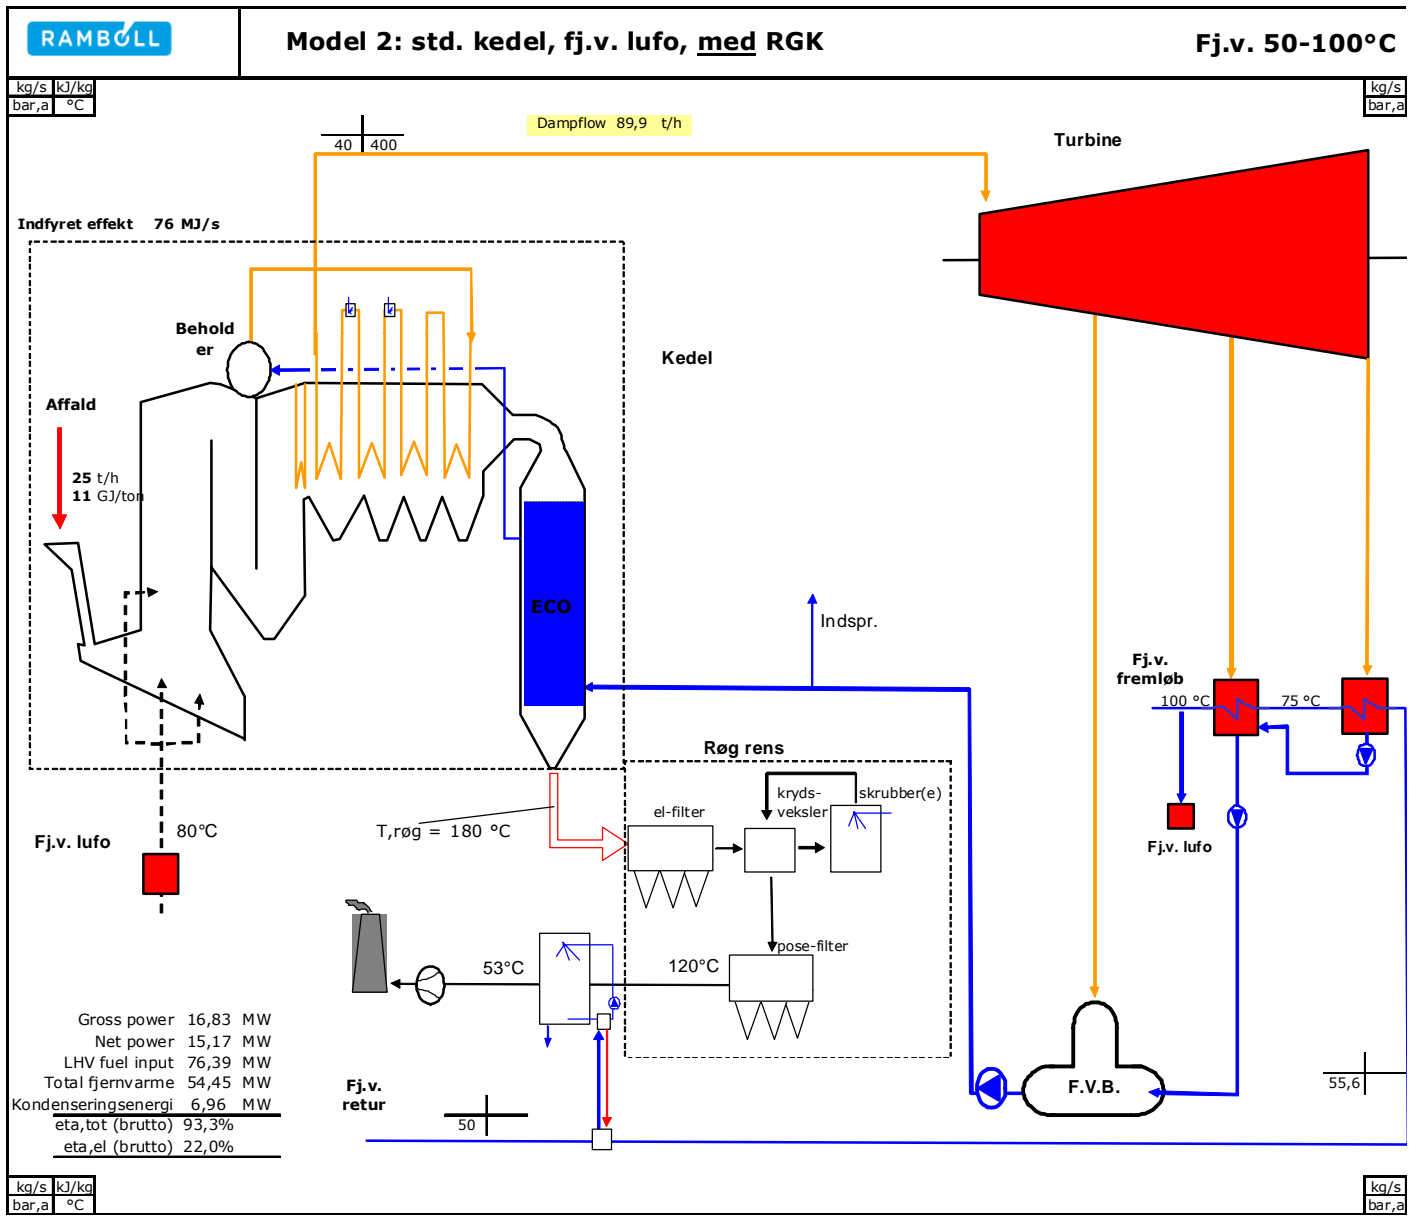 RAMBOLL
Model 2: std. kedel, fj.v. lufo, med RGK
Fj.v. 50-100°C
kg/s kJ/kg
bar,a °C
kg/s
bar,a
Dampflow 89,9 t/h
40 400
Turbine
Indfyret effekt 76 MJ/s
Behold
er
Kedel
Affald
25 t/h
11 GJ/ton
ECO
Indspr.
Fj.v.
fremløb
100 °C
75 °C
Røg rens
kryds-
veksler
skrubber(e)
el-filter
T,røg = 180 °C
80°C
Fj.v. lufo
Fj.v. lufo
pose-filter
53°C
120°C
Gross power 16,83 MW
Net power 15,17 MW
LHV fuel input 76,39 MW
Total fjernvarme 54,45 MW
Kondenseringsenergi 6,96 MW
eta,tot (brutto) 93,3%
eta,el (brutto) 22,0%
Fj.v.
retur
50
F.V.B.
55,6
kg/s kJ/kg
bar,a °C
kg/s
bar,a